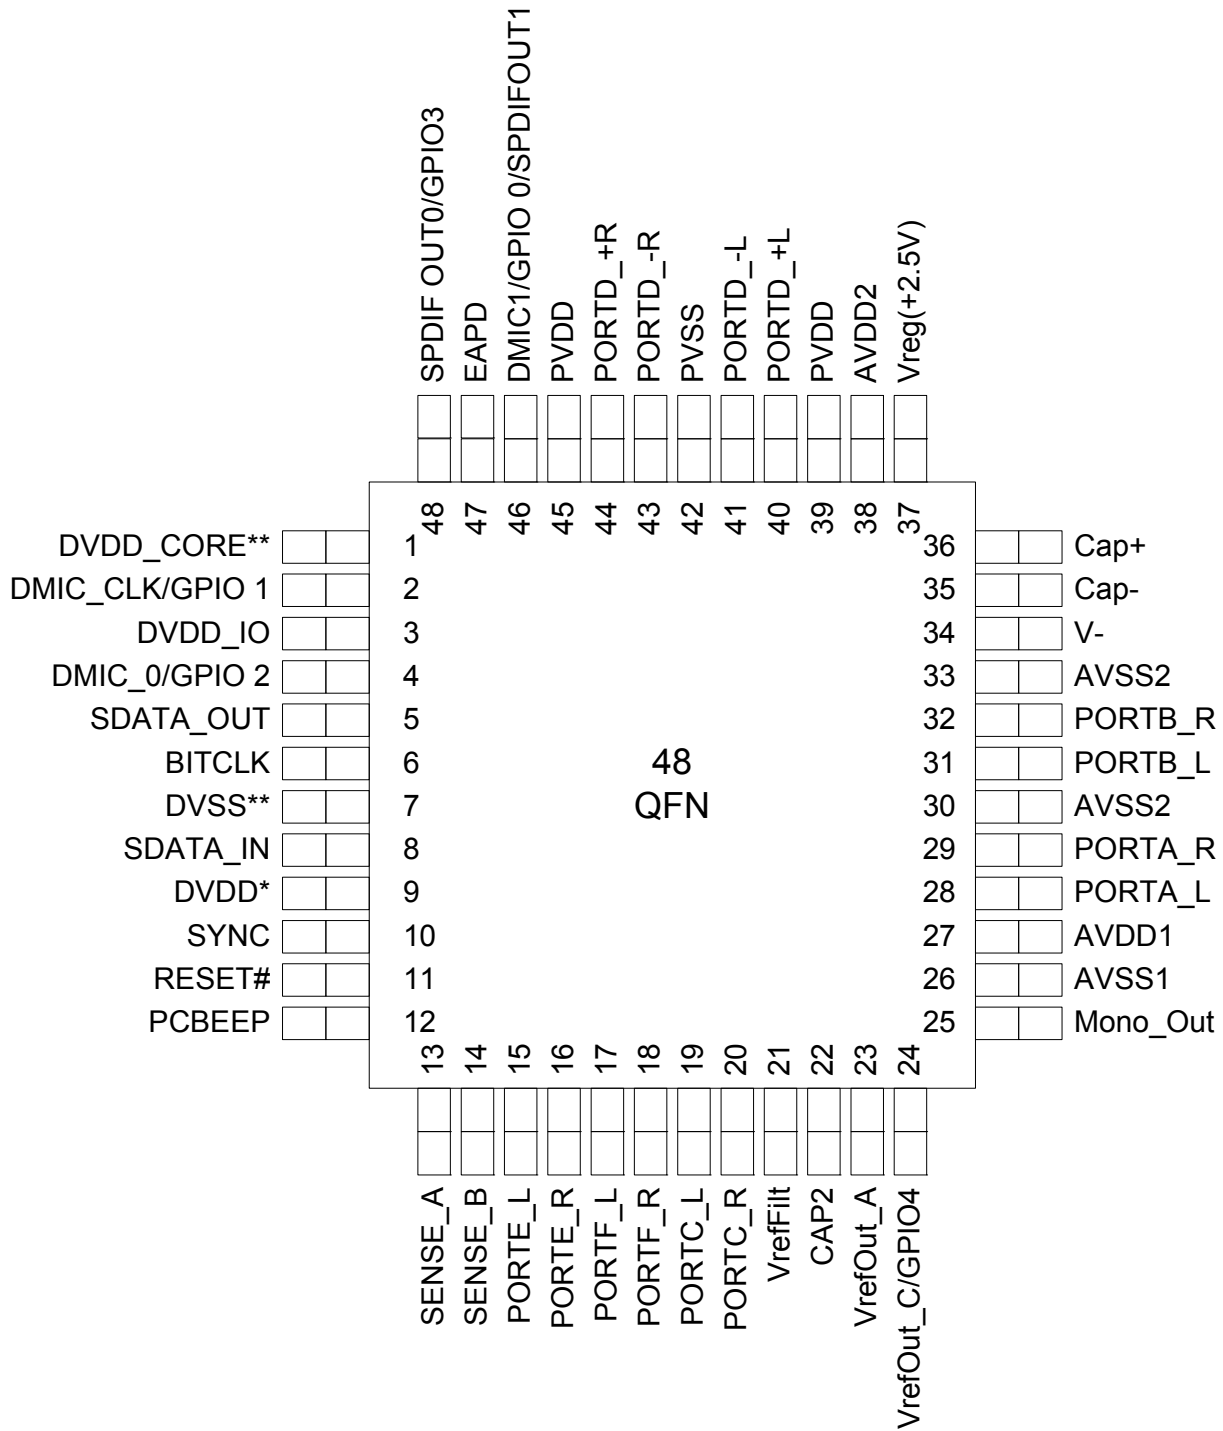 SPDIF OUT0/GPIO3
EAPD
DMIC1/GPIO 0/SPDIFOUT1
PVDD
PORTD_+R
PORTD_-R
PVSS
PORTD_-L
PORTD_+L
PVDD
AVDD2
Vreg(+2.5V)
48
47
46
45
44
43
42
41
40
39
38
37
DVDD_CORE** 1
DMIC_CLK/GPIO 1 2
DVDD_IO 3
DMIC_0/GPIO 2 4
SDATA_OUT 5
BITCLK 6
DVSS** 7
SDATA_IN 8
DVDD* 9
SYNC 10
RESET# 11
PCBEEP 12
48
QFN
36 Cap+
35 Cap-
34 V-
33 AVSS2
32 PORTB_R
31 PORTB_L
30 AVSS2
29 PORTA_R
28 PORTA_L
27 AVDD1
26 AVSS1
25 Mono_Out
13
14
15
16
17
18
19
20
21
22
23
24
SENSE_A
SENSE_B
PORTE_L
PORTE_R
PORTF_L
PORTF_R
PORTC_L
PORTC_R
VrefFilt
CAP2
VrefOut_A
VrefOut_C/GPIO4